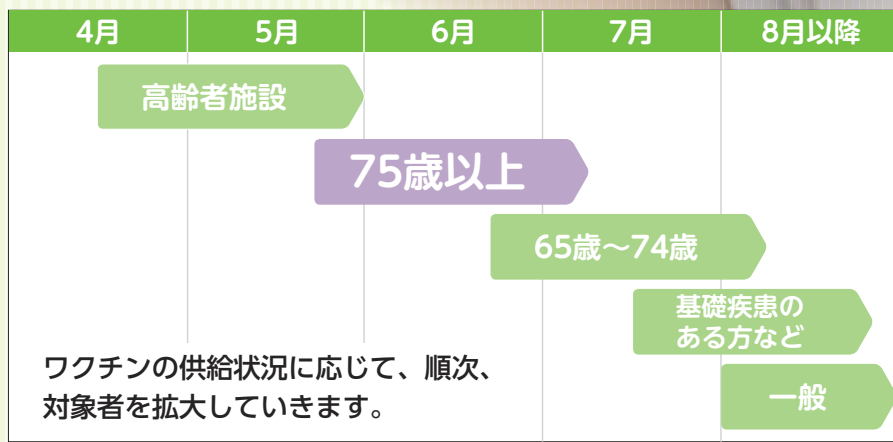 4月 5月 6月 7月 8月以降
高齢者施設
75歳以上
65歳～74歳
基礎疾患の
ある方など
一般
ワクチンの供給状況に応じて、順次、
対象者を拡大していきます。